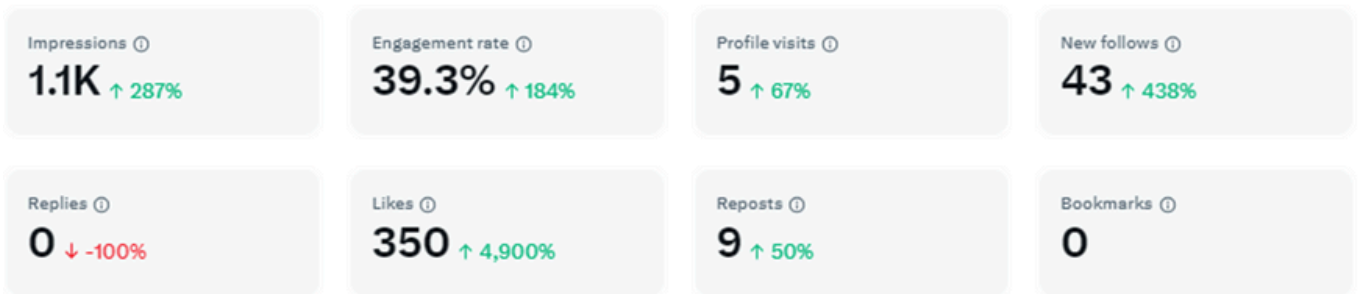 Impressions
1.1K ↑ 287%
Engagement rate
39.3% ↑ 184%
Profile visits
5 ↑ 67%
New follows
43 ↑ 438%
Replies
0 ↓ -100%
Likes
350 ↑ 4,900%
Reposts
9 ↑ 50%
Bookmarks
0